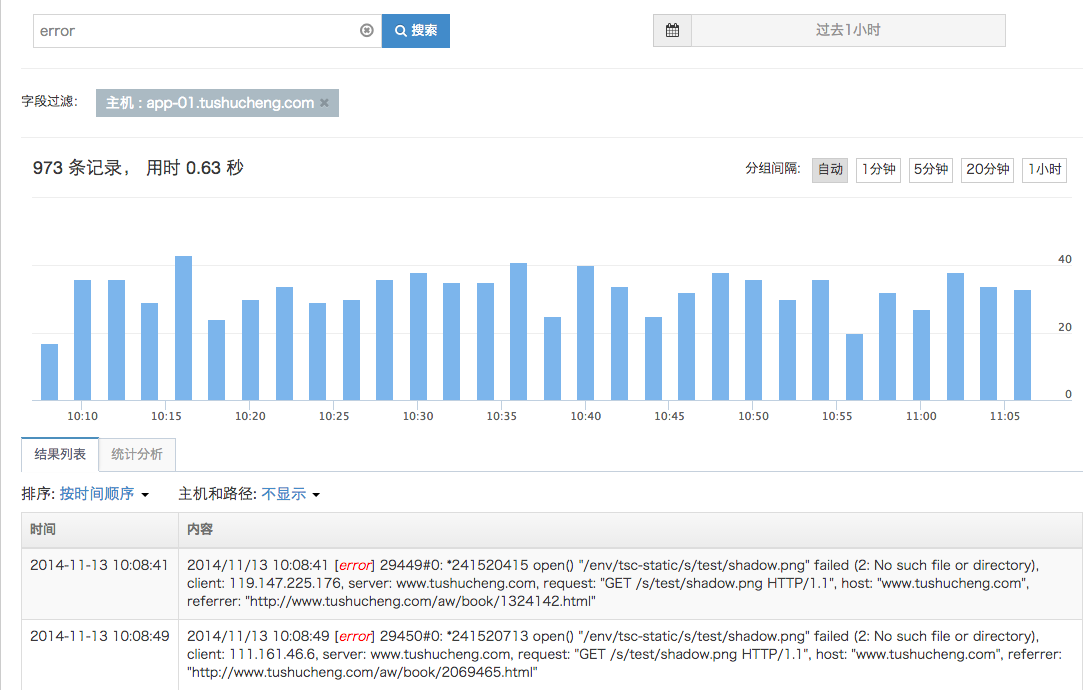 error
搜索
过去1小时
字段过滤:
主机 : app-01.tushucheng.com ×
973 条记录， 用时 0.63 秒
分组间隔: 自动 1分钟 5分钟 20分钟 1小时
40
20
0
10:10 10:15 10:20 10:25 10:30 10:35 10:40 10:45 10:50 10:55 11:00 11:05
结果列表 统计分析
排序: 按时间顺序 主机和路径: 不显示
时间 内容
2014-11-13 10:08:41
2014/11/13 10:08:41 [error] 29449#0: *241520415 open() "/env/tsc-static/s/test/shadow.png" failed (2: No such file or directory),
client: 119.147.225.176, server: www.tushucheng.com, request: "GET /s/test/shadow.png HTTP/1.1", host: "www.tushucheng.com",
referrer: "http://www.tushucheng.com/aw/book/1324142.html"
2014-11-13 10:08:49
2014/11/13 10:08:49 [error] 29450#0: *241520713 open() "/env/tsc-static/s/test/shadow.png" failed (2: No such file or directory),
client: 111.161.46.6, server: www.tushucheng.com, request: "GET /s/test/shadow.png HTTP/1.1", host: "www.tushucheng.com", referrer:
"http://www.tushucheng.com/aw/book/2069465.html"